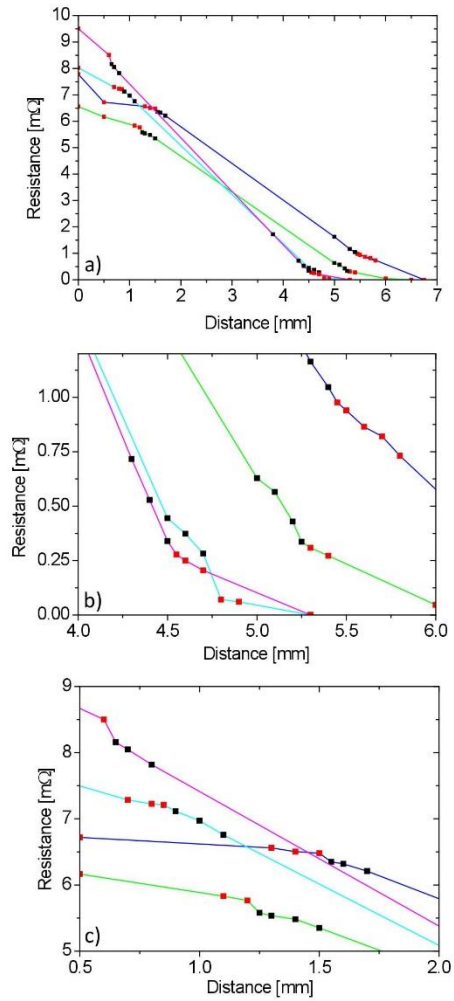 10
9
8
7
6
5
4
3
2
1
0
Resistance [mΩ]
a)
0 1 2 3 4 5 6 7
Distance [mm]
1.00
0.75
0.50
0.25
0.00
Resistance [mΩ]
b)
4.0 4.5 5.0 5.5 6.0
Distance [mm]
9
8
7
6
5
Resistance [mΩ]
c)
0.5 1.0 1.5 2.0
Distance [mm]